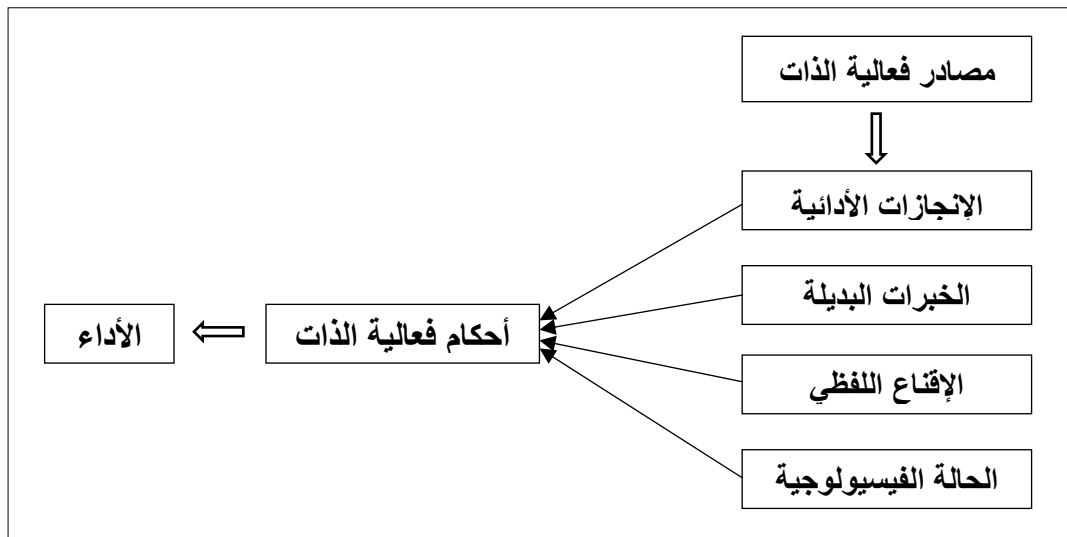 مصادر فعالية الذات
الإنجازات الأدائية
الخبرات البديلة
الإقناع اللفظي
الحالة الفيسيولوجية
أحكام فعالية الذات
الأداء